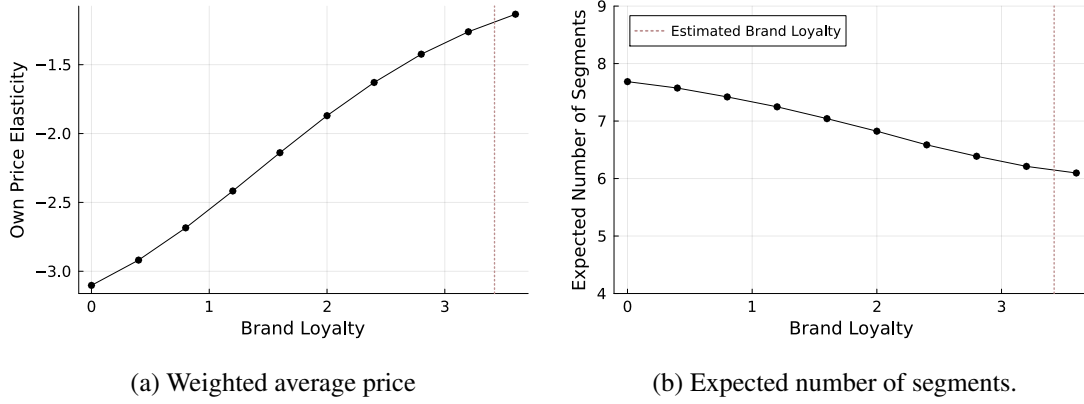 Own Price Elasticity
−1.5
−2.0
−2.5
−3.0
0
1
2
3
Brand Loyalty
(a) Weighted average price
Expected Number of Segments
9
8
7
6
5
4
Estimated Brand Loyalty
0
1
2
3
Brand Loyalty
(b) Expected number of segments.